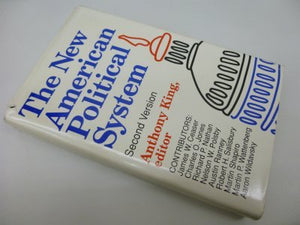 The New
American
Political
System
Second Version
Anthony King,
editor
CONTRIBUTORS:
James W. Ceaser
Charles O. Jones
Richard P. Nathan
Nelson W. Polsby
Austin Ranney
Robert H. Salisbury
Martin Shapiro
Martin P. Wattenberg
Aaron Wildavsky